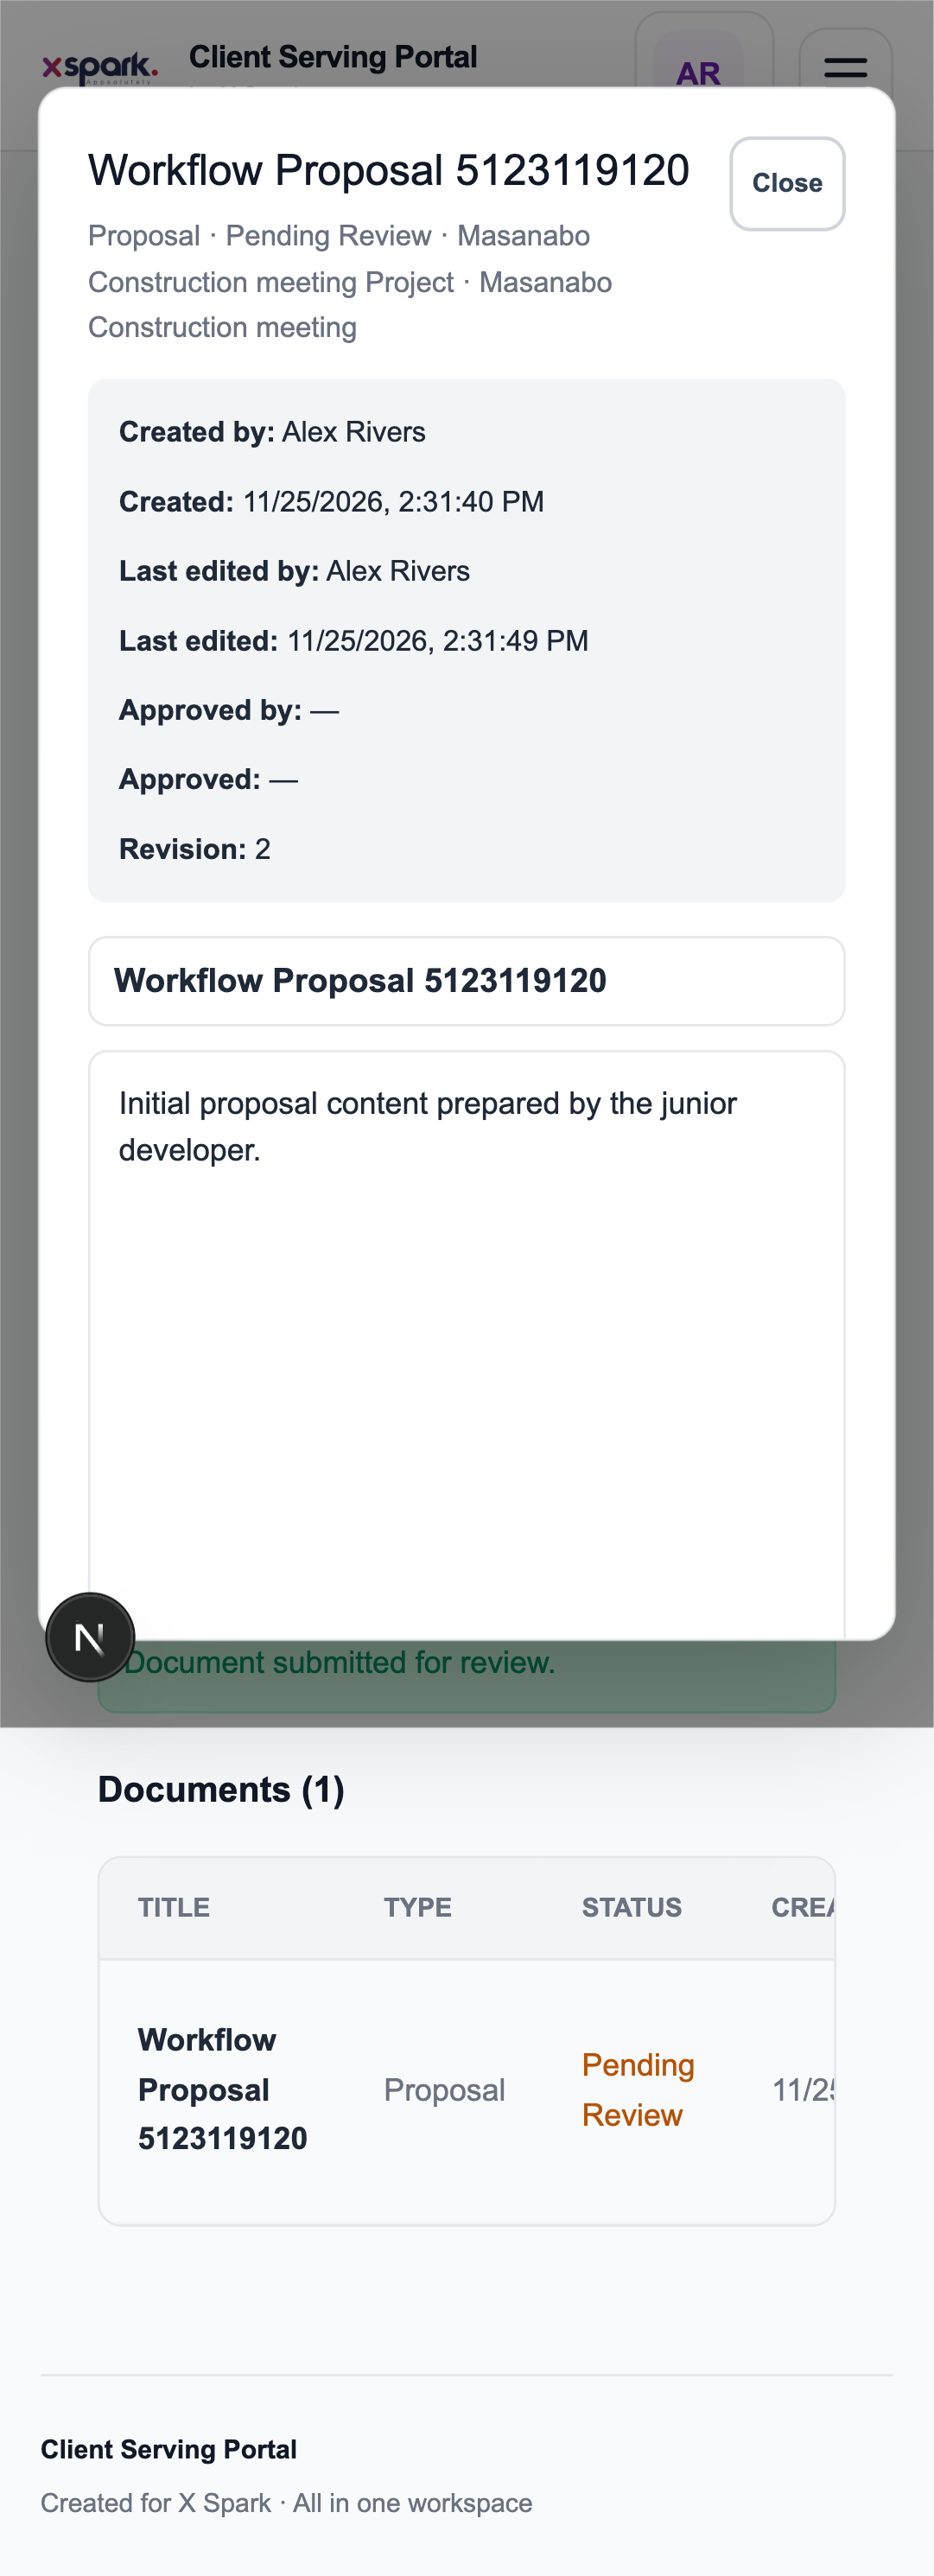 xspark.
Appsolutely
Client Serving Portal
AR
Workflow Proposal 5123119120
Close
Proposal · Pending Review · Masanabo
Construction meeting Project · Masanabo
Construction meeting
Created by: Alex Rivers
Created: 11/25/2026, 2:31:40 PM
Last edited by: Alex Rivers
Last edited: 11/25/2026, 2:31:49 PM
Approved by: —
Approved: —
Revision: 2
Workflow Proposal 5123119120
Initial proposal content prepared by the junior
developer.
N
Document submitted for review.
Documents (1)
TITLE TYPE STATUS CREA
Workflow
Proposal
5123119120
Proposal
Pending
Review
11/25
Client Serving Portal
Created for X Spark · All in one workspace